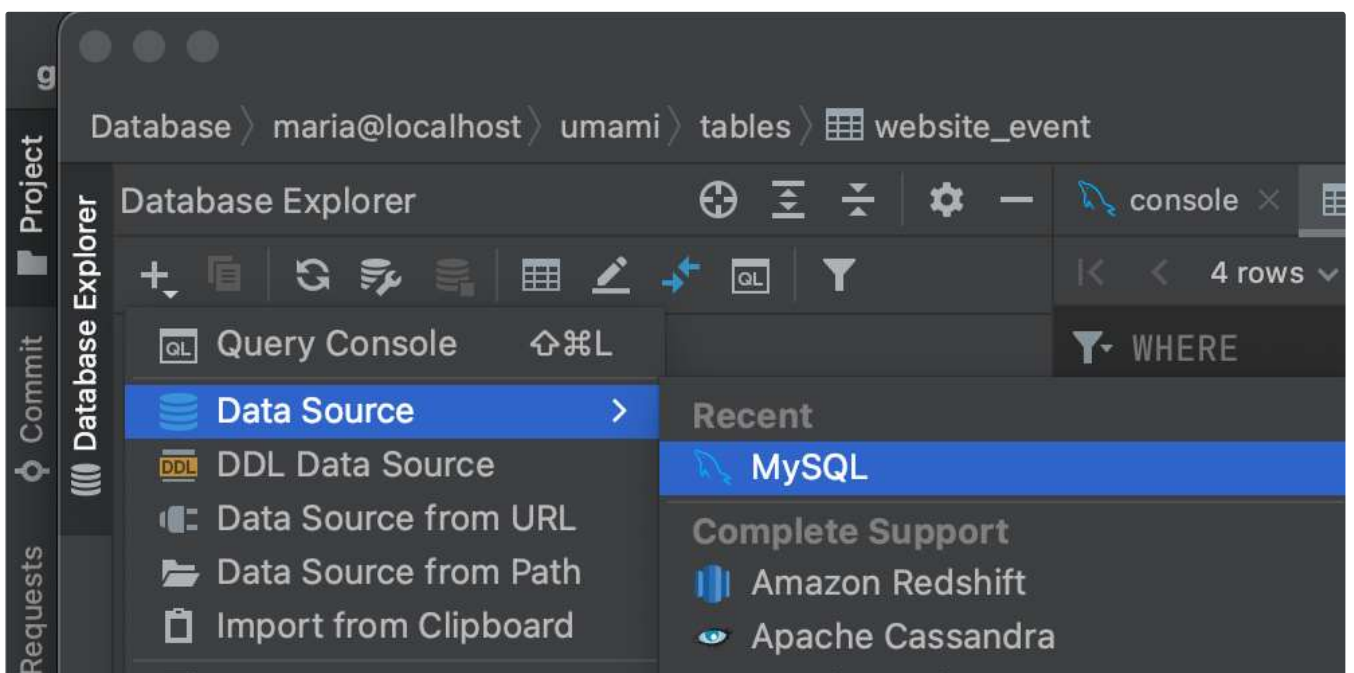 g
Database 〉 maria@localhost 〉 umami 〉 tables 〉 website_event
Project
Commit
Requests
Database Explorer
Database Explorer
console ×
QL
4 rows
QL Query Console ⇧⌘L
WHERE
Data Source >
DDL DDL Data Source
Data Source from URL
Data Source from Path
Import from Clipboard
Recent
MySQL
Complete Support
Amazon Redshift
Apache Cassandra